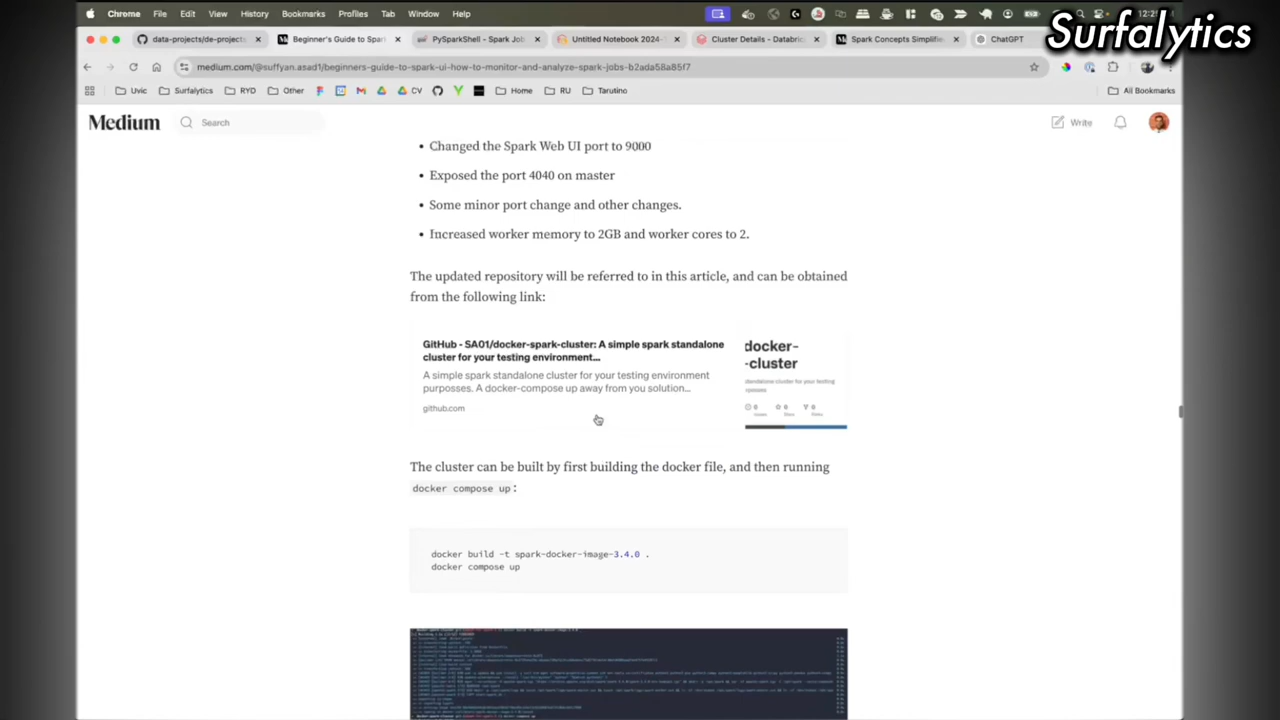 Chrome File Edit View History Bookmarks Profiles Tab Window Help
Surfalytics
data-projects/de-projects
Beginner's Guide to Spar
PySparkShell - Spark Jo
Untitled Notebook 2024-
Cluster Details - Databric
Spark Concepts Simplifie
ChatGPT
medium.com/@suffyan.asad1/beginners-guide-to-spark-ui-how-to-monitor-and-analyze-spark-jobs-b2ada58a85f7
Uvic Surfalytics RYD Other CV Home RU Tarutino All Bookmarks
Medium Search Write
• Changed the Spark Web UI port to 9000
• Exposed the port 4040 on master
• Some minor port change and other changes.
• Increased worker memory to 2GB and worker cores to 2.
The updated repository will be referred to in this article, and can be obtained
from the following link:
GitHub - SA01/docker-spark-cluster: A simple spark standalone
cluster for your testing environment...
A simple spark standalone cluster for your testing environment
purposses. A docker-compose up away from you solution...
github.com
docker-
-cluster
The cluster can be built by first building the docker file, and then running
docker compose up:
docker build -t spark-docker-image-3.4.0 .
docker compose up